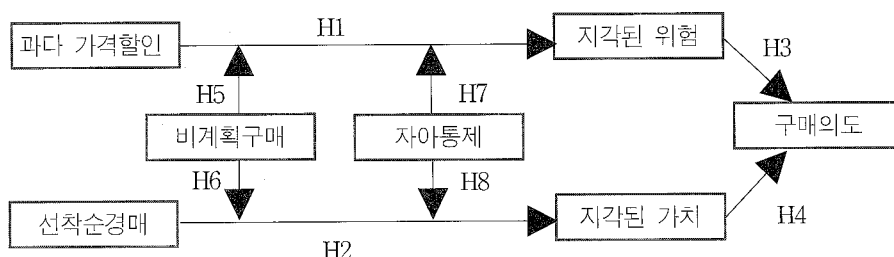 H1
과다 가격할인
지각된 위험
H3
H5
H7
비계획구매
자아통제
구매의도
H6
H8
선착순경매
지각된 가치
H4
H2